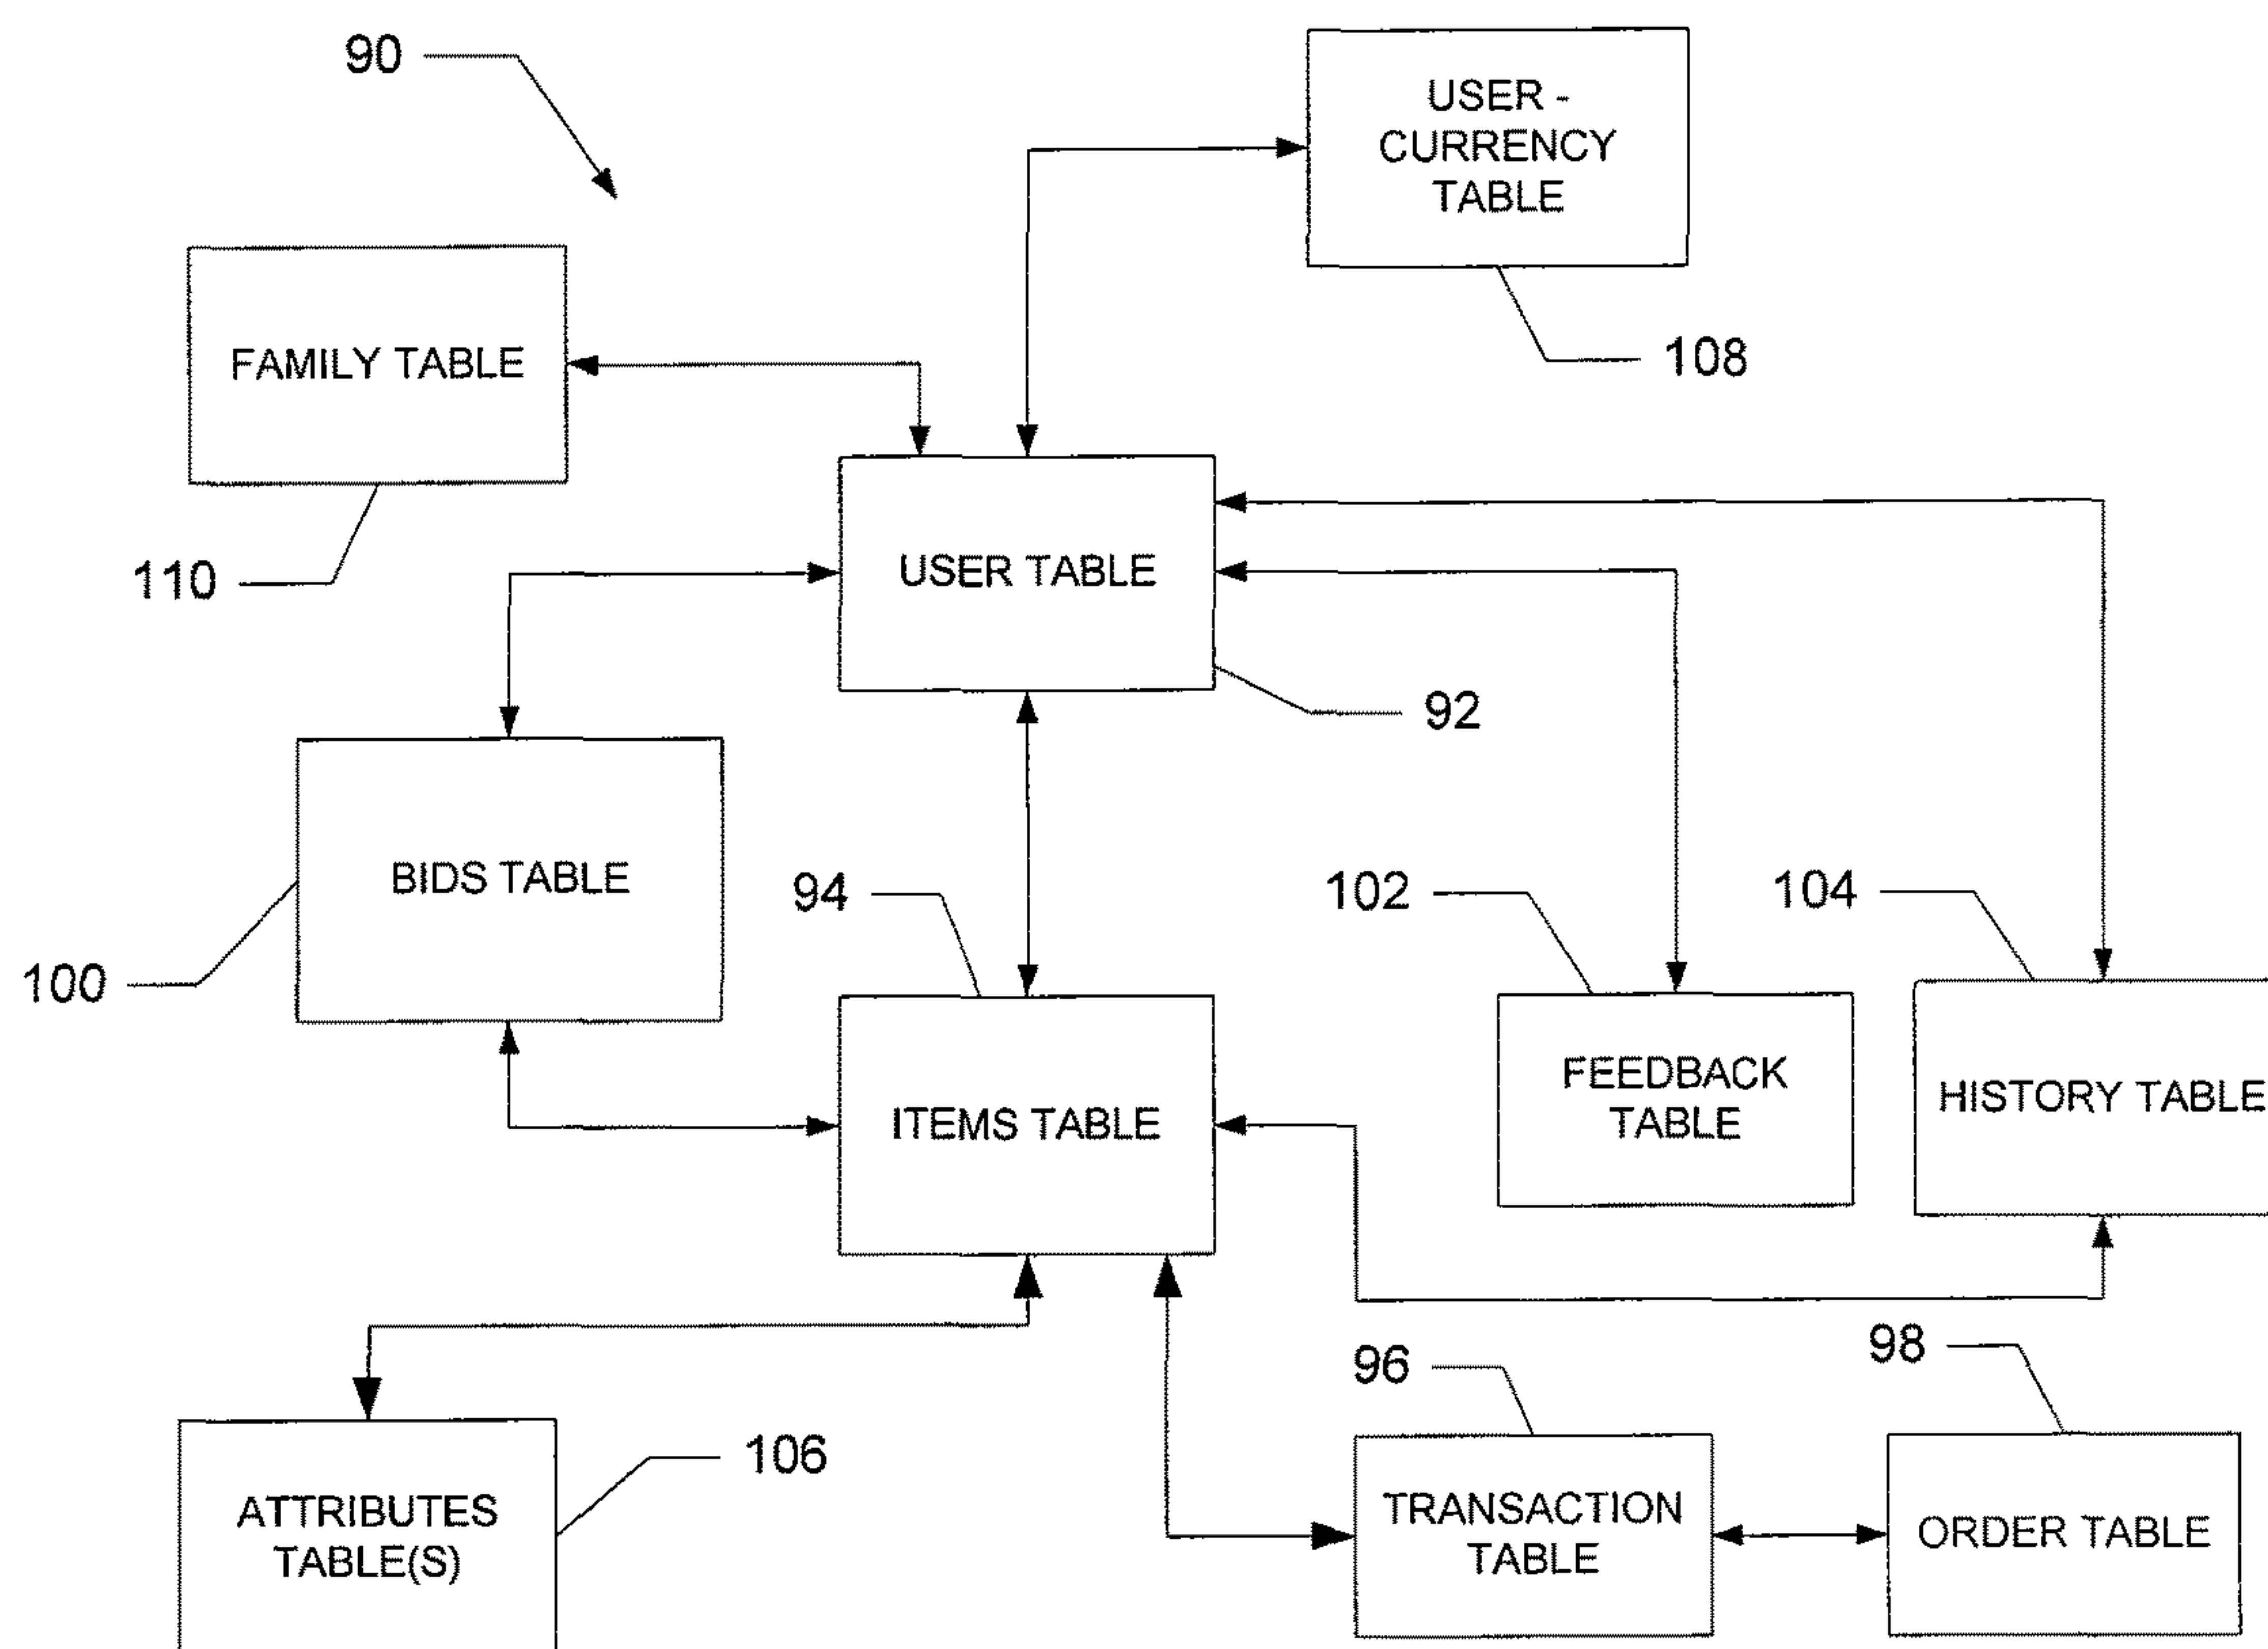 90
USER -
CURRENCY
TABLE
108
FAMILY TABLE
110
USER TABLE
92
BIDS TABLE
100
94
ITEMS TABLE
102
FEEDBACK
TABLE
104
HISTORY TABLE
106
ATTRIBUTES
TABLE(S)
96
TRANSACTION
TABLE
98
ORDER TABLE